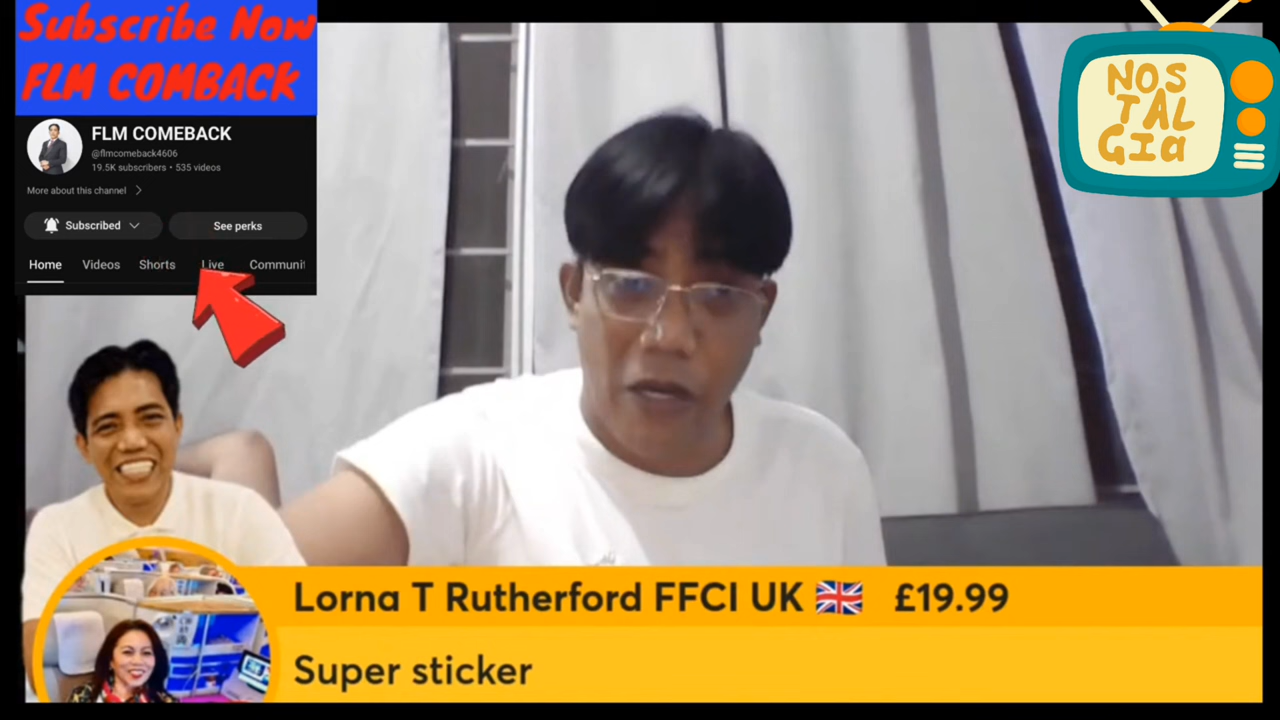 Subscribe Now
FLM COMBACK
FLM COMEBACK
@flmcomeback4606
19.5K subscribers • 535 videos
More about this channel >
Subscribed
See perks
Home Videos Shorts Live Communit
NOS
TAL
GIa
Lorna T Rutherford FFCI UK 🇬🇧 £19.99
Super sticker